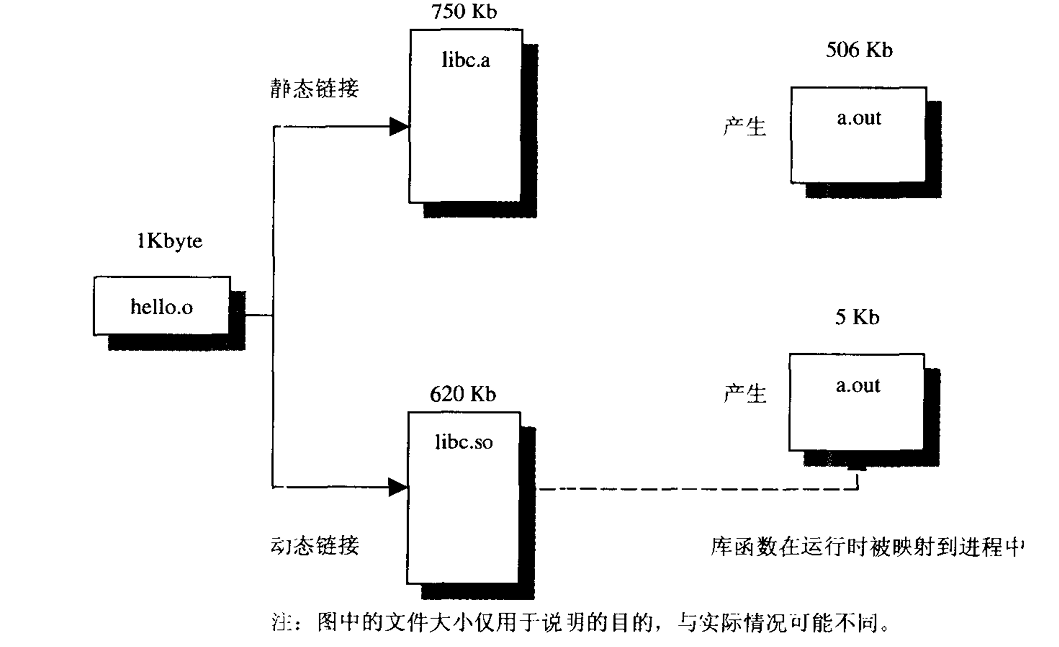 750 Kb
libc.a
506 Kb
静态链接
a.out
产生
1Kbyte
hello.o
5 Kb
a.out
产生
620 Kb
libc.so
动态链接
库函数在运行时被映射到进程中
注：图中的文件大小仅用于说明的目的，与实际情况可能不同。